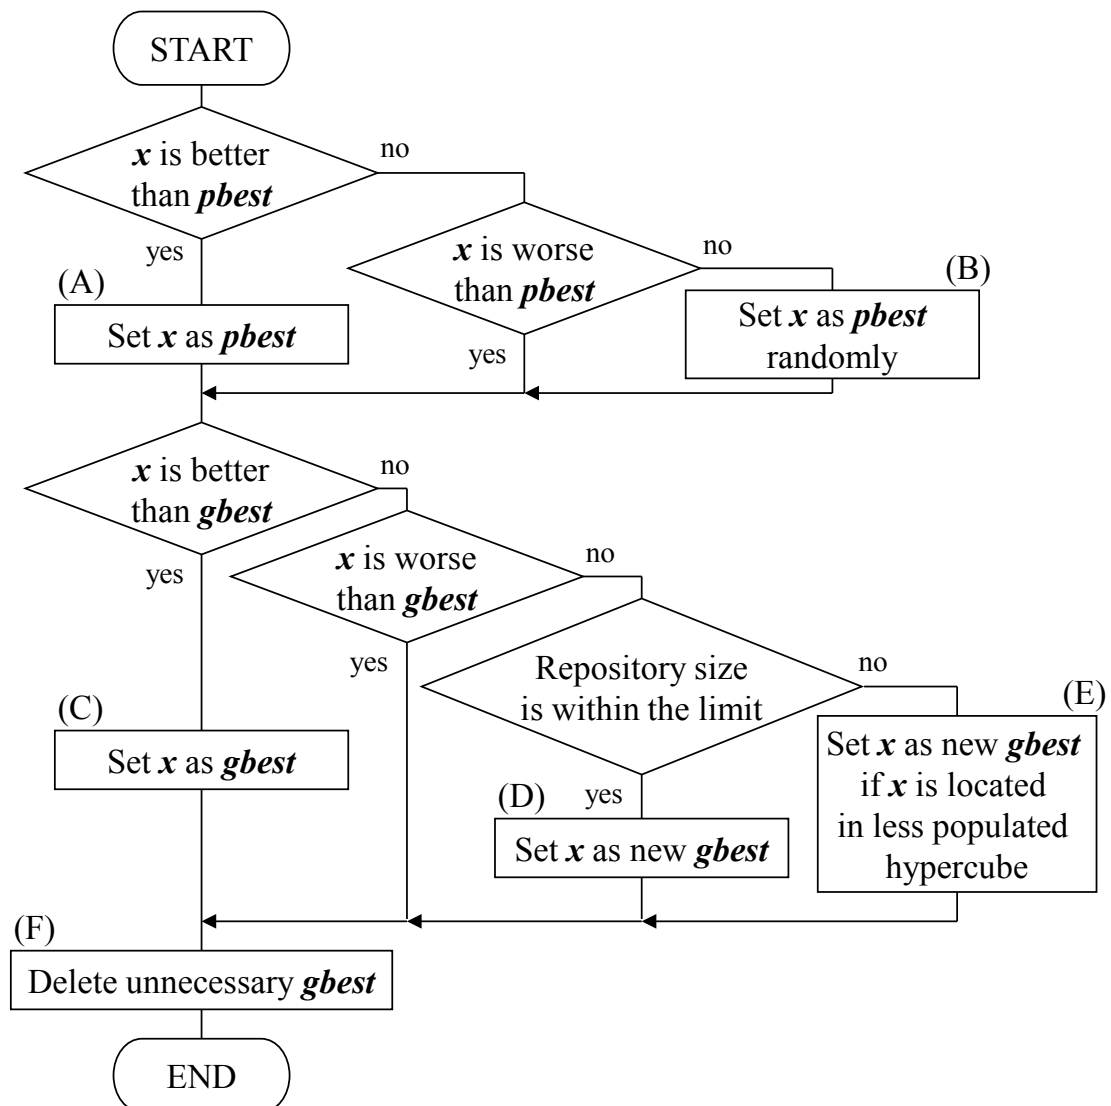 START
x is better
than pbest
no
yes
x is worse
than pbest
no
yes
(A)
Set x as pbest
(B)
Set x as pbest
randomly
x is better
than gbest
no
yes
x is worse
than gbest
no
yes
Repository size
is within the limit
no
yes
(C)
Set x as gbest
(D)
Set x as new gbest
(E)
Set x as new gbest
if x is located
in less populated
hypercube
(F)
Delete unnecessary gbest
END